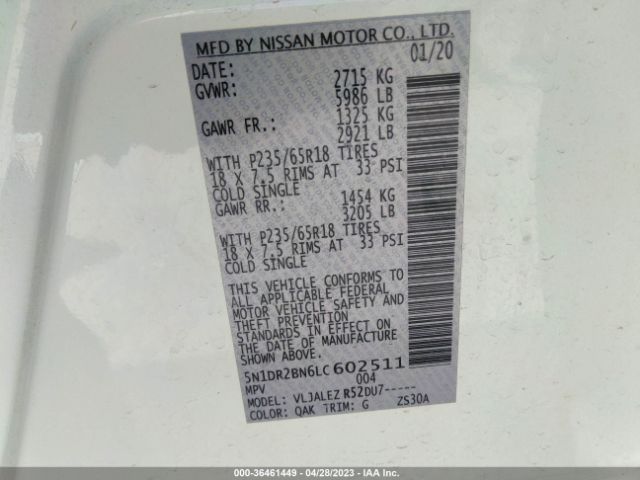 MFD BY NISSAN MOTOR CO., LTD.
DATE: 01/20
GVWR: 2715 KG
5986 LB
GAWR FR.: 1325 KG
2921 LB
WITH P235/65R18 TIRES
18 X 7.5 RIMS AT 33 PSI
COLD SINGLE
GAWR RR.: 1454 KG
3205 LB
WITH P235/65R18 TIRES
18 X 7.5 RIMS AT 33 PSI
COLD SINGLE
THIS VEHICLE CONFORMS TO
ALL APPLICABLE FEDERAL
MOTOR VEHICLE SAFETY AND
THEFT PREVENTION
STANDARDS IN EFFECT ON
THE DATE OF MANUFACTURE
SHOWN ABOVE.
5N1DR2BN6LC602511
MPV 004
MODEL: VLJALEZ R52DU7-----
COLOR: QAK TRIM: G ZS30A
000-36461449 | 04/28/2023 | IAA Inc.